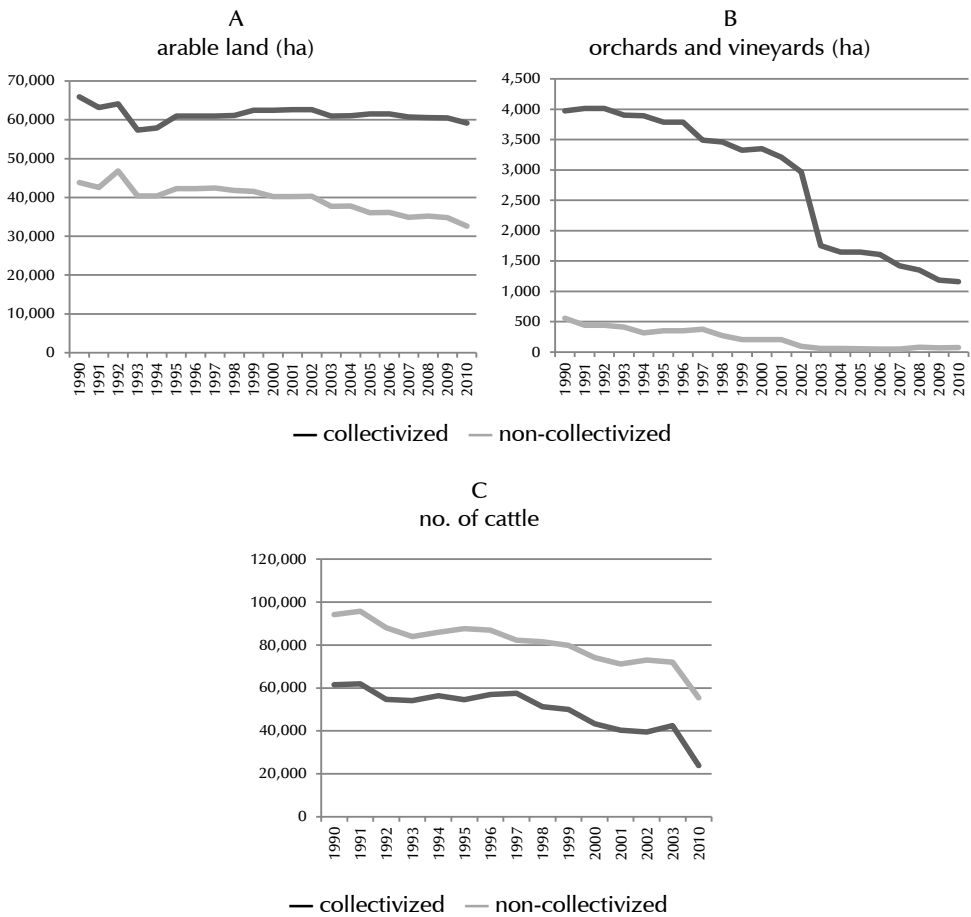 A
arable land (ha)
70,000
60,000
50,000
40,000
30,000
20,000
10,000
0
1990 1991 1992 1993 1994 1995 1996 1997 1998 1999 2000 2001 2002 2003 2004 2005 2006 2007 2008 2009 2010
B
orchards and vineyards (ha)
4,500
4,000
3,500
3,000
2,500
2,000
1,500
1,000
500
0
1990 1991 1992 1993 1994 1995 1996 1997 1998 1999 2000 2001 2002 2003 2004 2005 2006 2007 2008 2009 2010
collectivized non-collectivized
C
no. of cattle
120,000
100,000
80,000
60,000
40,000
20,000
0
1990 1991 1992 1993 1994 1995 1996 1997 1998 1999 2000 2001 2002 2003 2010
collectivized non-collectivized